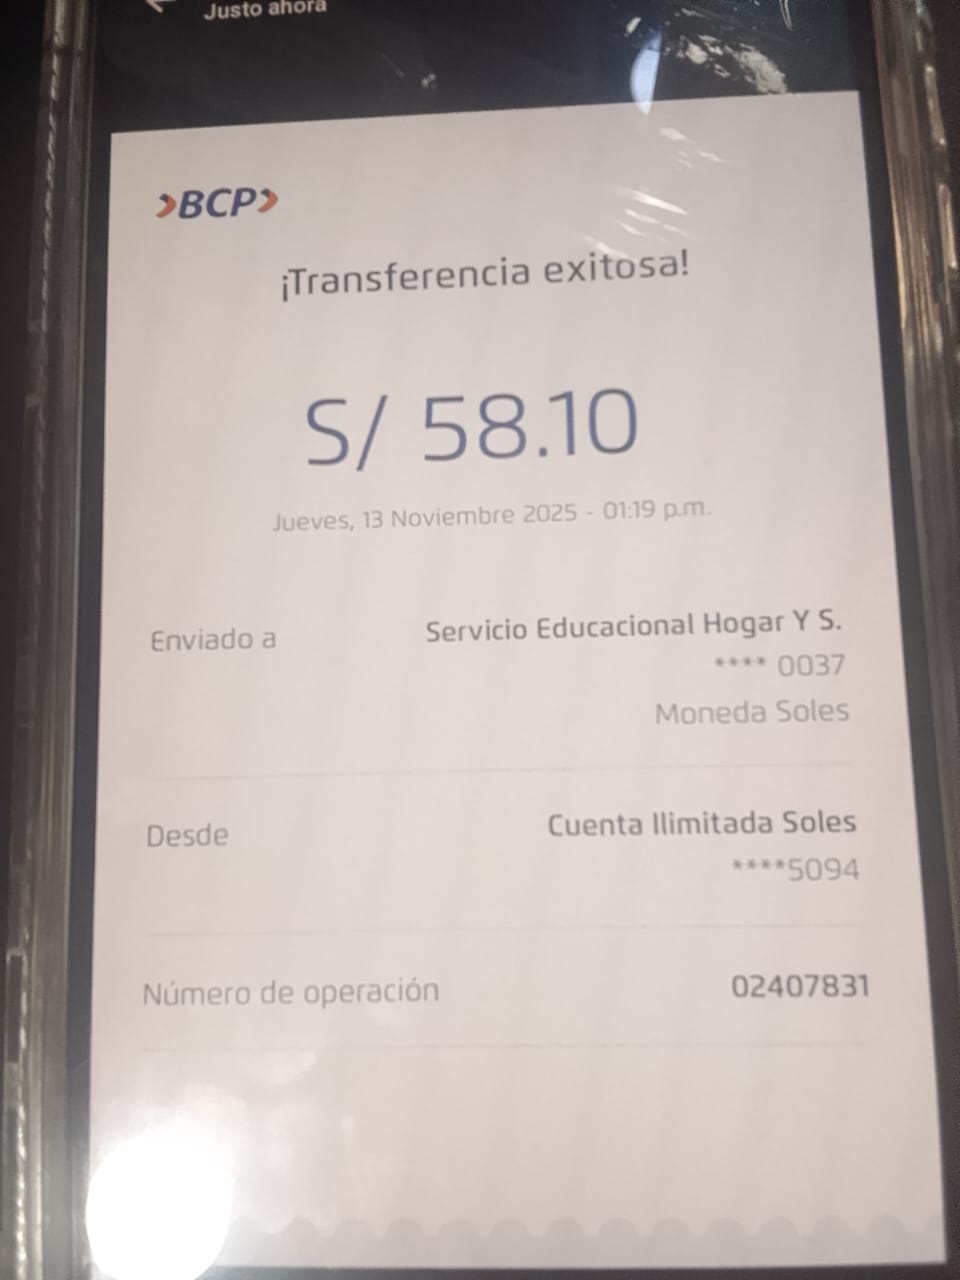 Justo ahora
BCP
¡Transferencia exitosa!
S/ 58.10
Jueves, 13 Noviembre 2025 - 01:19 p.m.
Enviado a Servicio Educacional Hogar Y S.
**** 0037
Moneda Soles
Desde Cuenta Ilimitada Soles
****5094
Número de operación 02407831